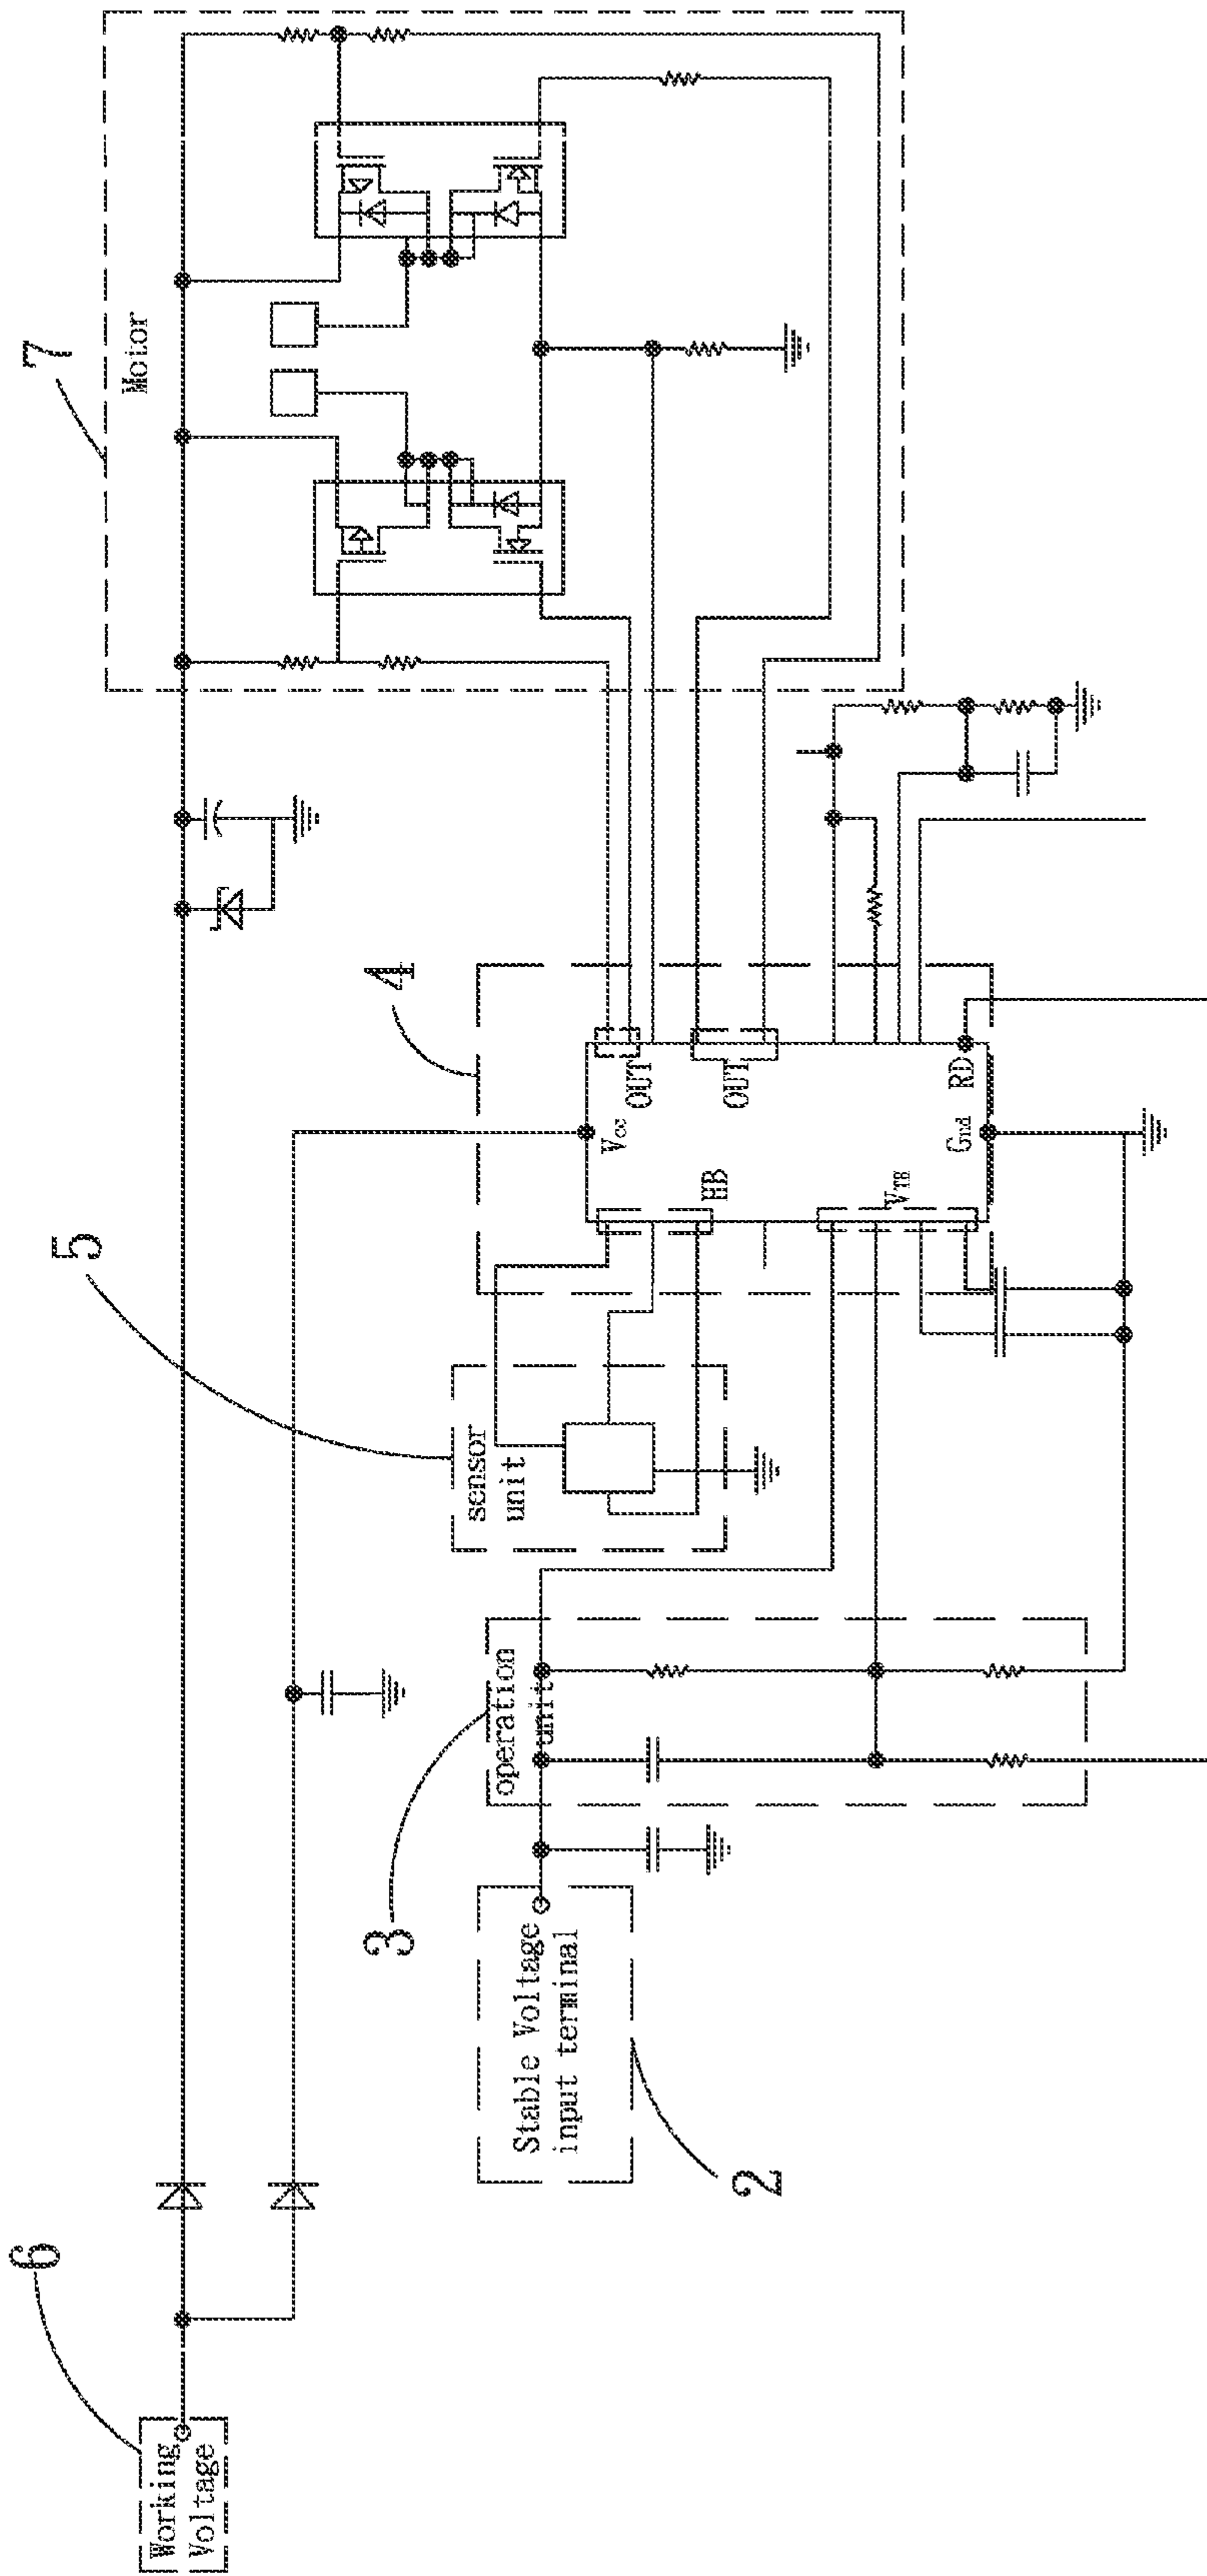 6
Working
Voltage
2
Stable Voltage
input terminal
3
operation
unit
5
sensor
unit
4
Vcc
HB
OUT
OUT
VTH
Gnd
RD
7
Motor